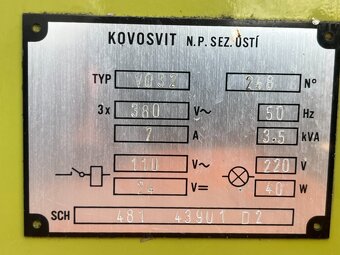 KOVOSVIT N.P. SEZ. ÚSTÍ
TYP VO32 248 N°
3x 380 V~ 50 Hz
7 A 3.5 kVA
110 V~ 220 V
24 V= 40 W
SCH 481 43901 D2